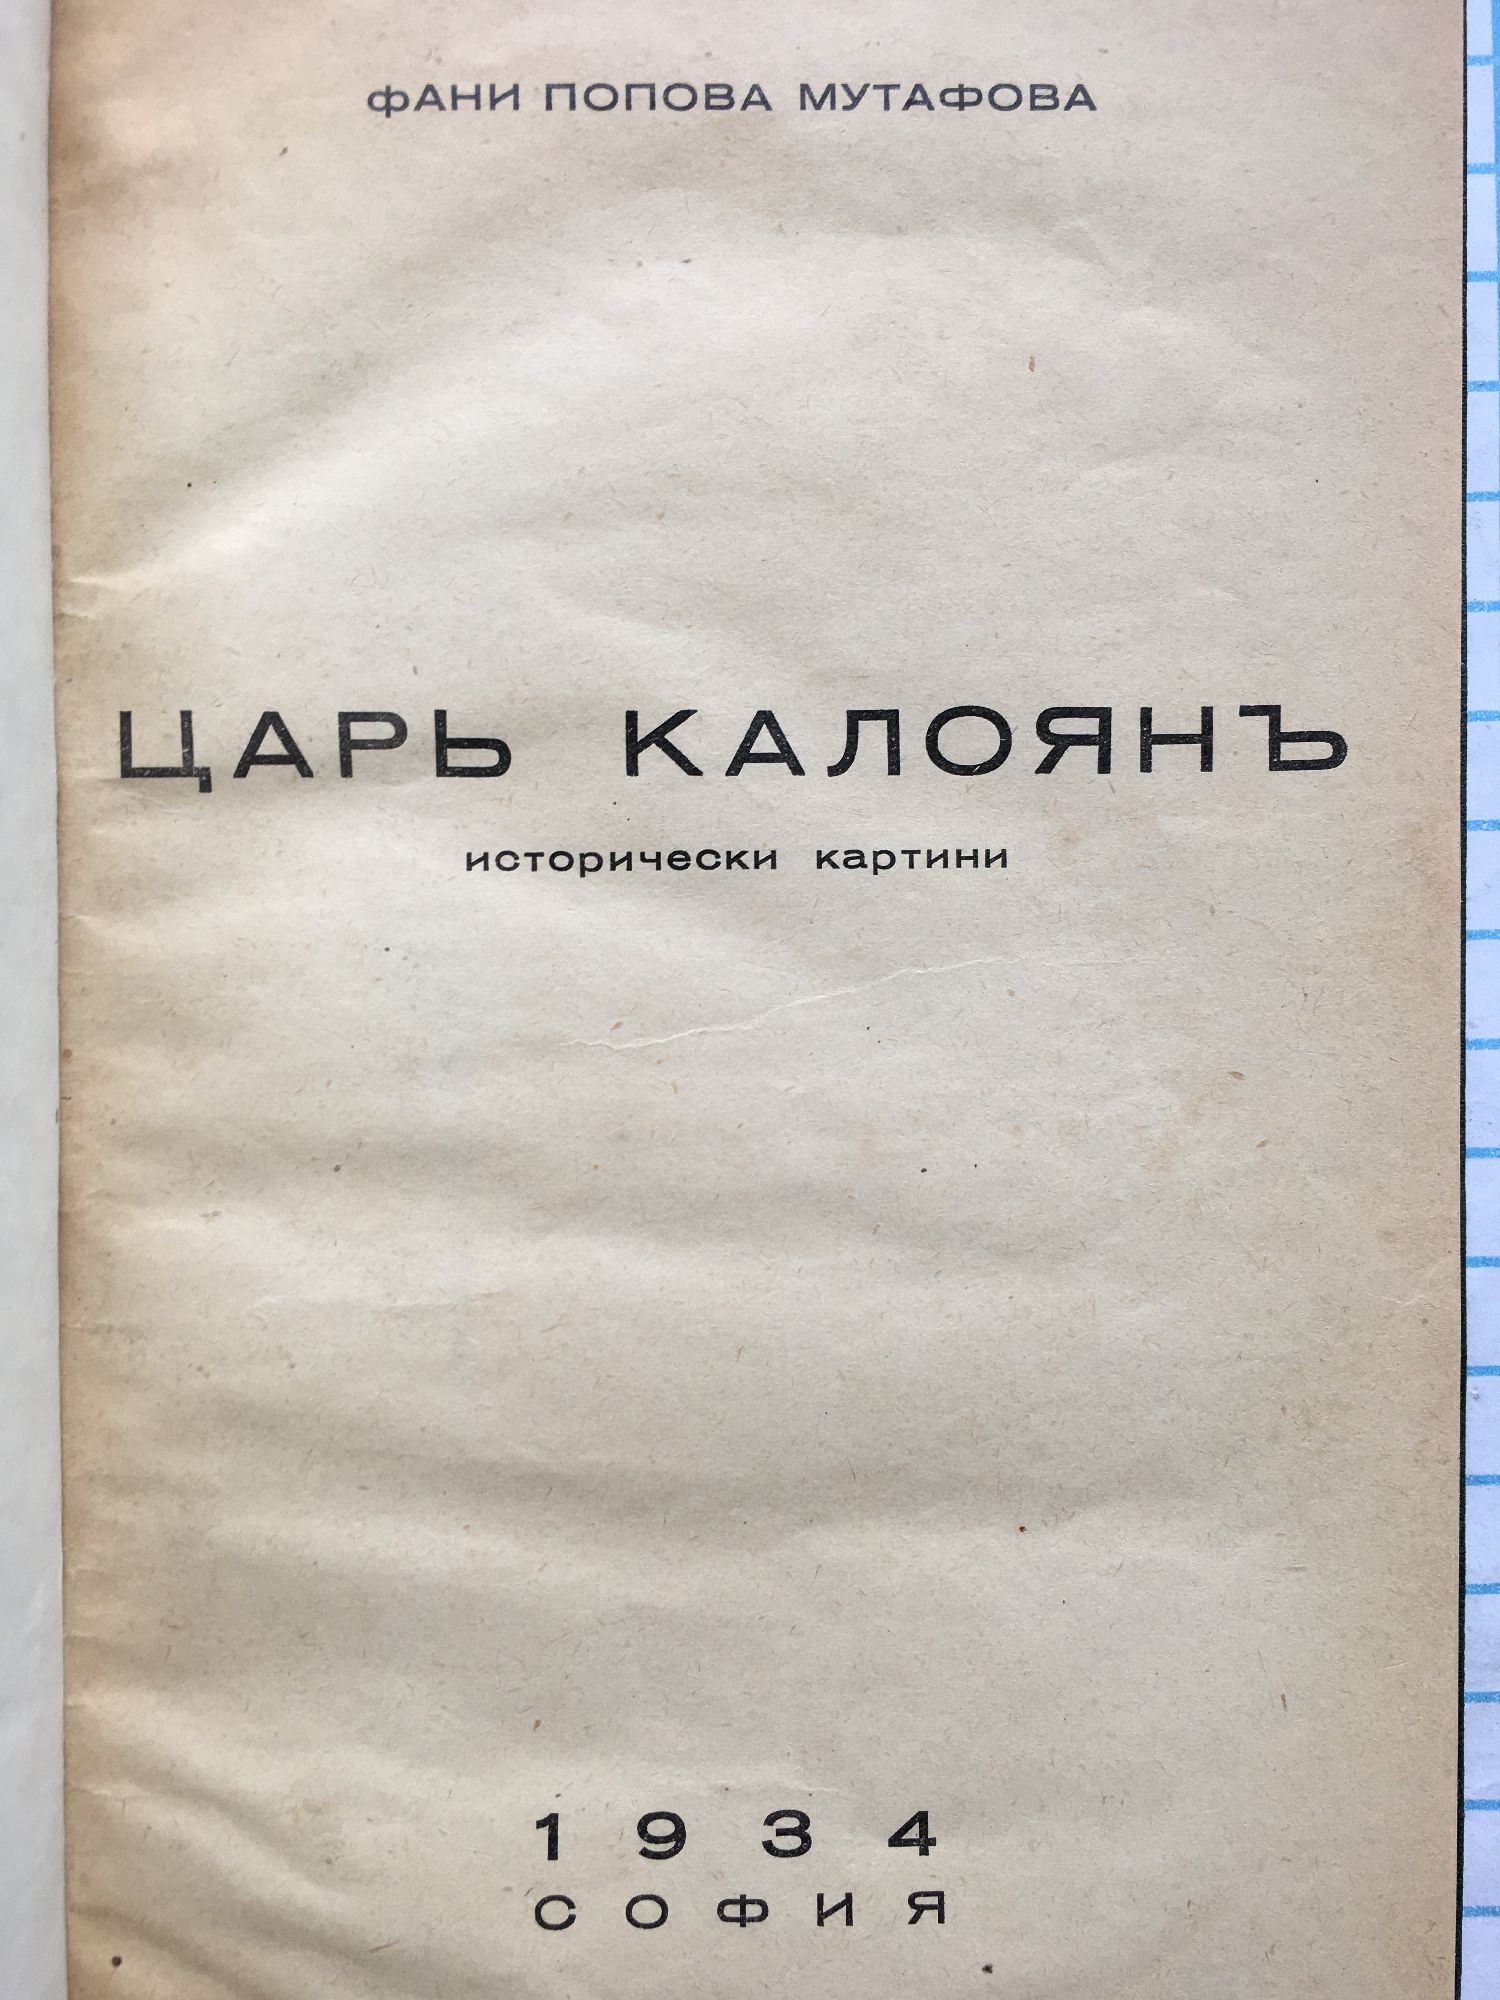 фАНИ ПОПОВА МУТАФОВА
ЦАРЬ КАЛОЯНЪ
исторически картини
1934
СОФИЯ